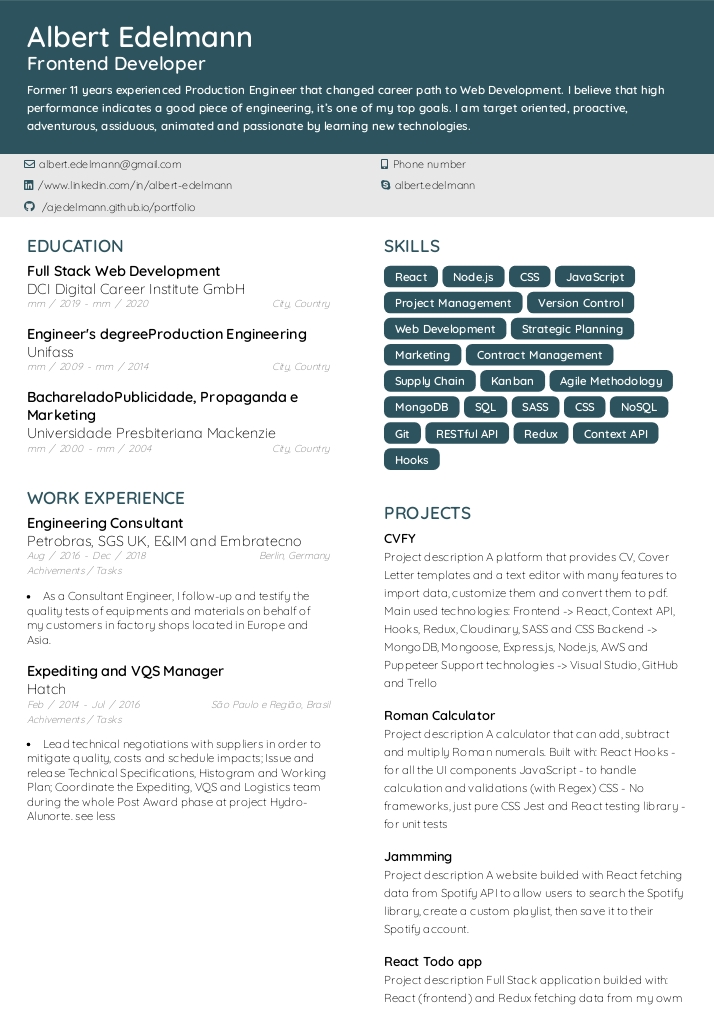 Albert Edelmann
Frontend Developer
Former 11 years experienced Production Engineer that changed career path to Web Development. I believe that high
performance indicates a good piece of engineering, it's one of my top goals. I am target oriented, proactive,
adventurous, assiduous, animated and passionate by learning new technologies.
albert.edelmann@gmail.com
Phone number
/www.linkedin.com/in/albert-edelmann
albert.edelmann
/ajedelmann.github.io/portfolio
EDUCATION
Full Stack Web Development
DCI Digital Career Institute GmbH
mm / 2019 - mm / 2020 City, Country
Engineer's degreeProduction Engineering
Unifass
mm / 2009 - mm / 2014 City, Country
BachareladoPublicidade, Propaganda e
Marketing
Universidade Presbiteriana Mackenzie
mm / 2000 - mm / 2004 City, Country
WORK EXPERIENCE
Engineering Consultant
Petrobras, SGS UK, E&IM and Embratecno
Aug / 2016 - Dec / 2018 Berlin, Germany
Achivements / Tasks
• As a Consultant Engineer, I follow-up and testify the
quality tests of equipments and materials on behalf of
my customers in factory shops located in Europe and
Asia.
Expediting and VQS Manager
Hatch
Feb / 2014 - Jul / 2016 São Paulo e Região, Brasil
Achivements / Tasks
• Lead technical negotiations with suppliers in order to
mitigate quality, costs and schedule impacts; Issue and
release Technical Specifications, Histogram and Working
Plan; Coordinate the Expediting, VQS and Logistics team
during the whole Post Award phase at project Hydro-
Alunorte. see less
SKILLS
React Node.js CSS JavaScript
Project Management Version Control
Web Development Strategic Planning
Marketing Contract Management
Supply Chain Kanban Agile Methodology
MongoDB SQL SASS CSS NoSQL
Git RESTful API Redux Context API
Hooks
PROJECTS
CVFY
Project description A platform that provides CV, Cover
Letter templates and a text editor with many features to
import data, customize them and convert them to pdf.
Main used technologies: Frontend -> React, Context API,
Hooks, Redux, Cloudinary, SASS and CSS Backend ->
MongoDB, Mongoose, Express.js, Node.js, AWS and
Puppeteer Support technologies -> Visual Studio, GitHub
and Trello
Roman Calculator
Project description A calculator that can add, subtract
and multiply Roman numerals. Built with: React Hooks -
for all the UI components JavaScript - to handle
calculation and validations (with Regex) CSS - No
frameworks, just pure CSS Jest and React testing library -
for unit tests
Jammming
Project description A website builded with React fetching
data from Spotify API to allow users to search the Spotify
library, create a custom playlist, then save it to their
Spotify account.
React Todo app
Project description Full Stack application builded with:
React (frontend) and Redux fetching data from my owm